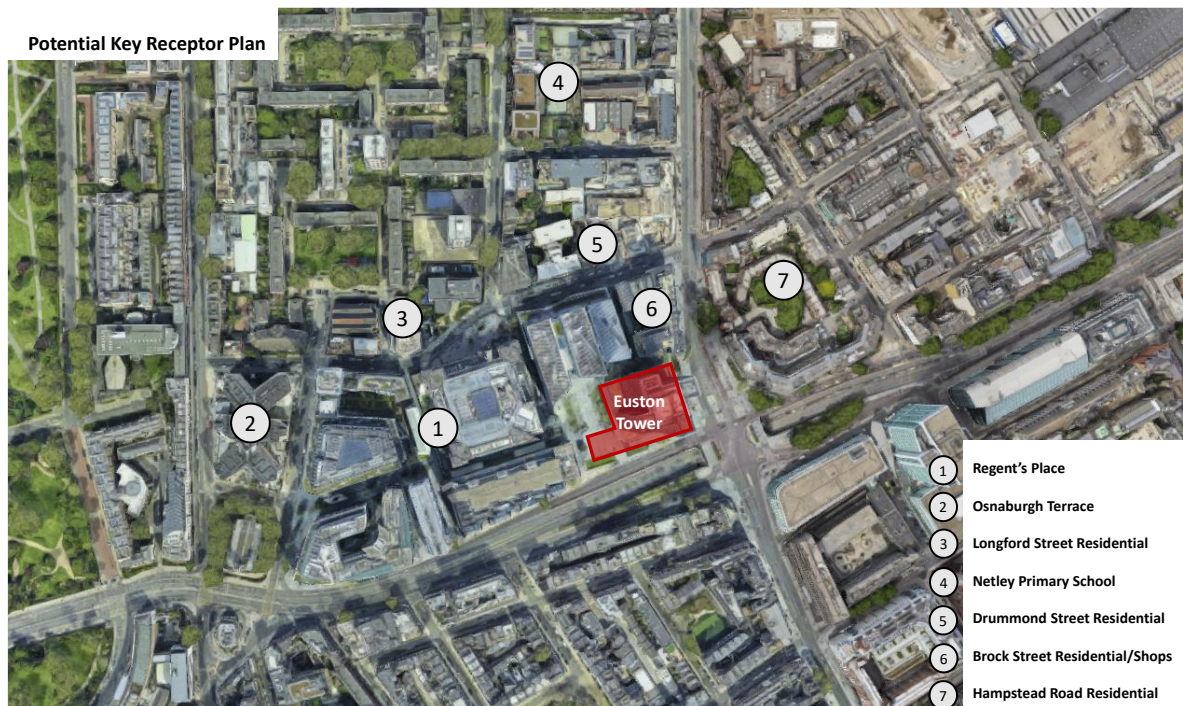 Potential Key Receptor Plan
4
5
7
6
3
Euston
Tower
2
1
1 Regent's Place
2 Osnaburgh Terrace
3 Longford Street Residential
4 Netley Primary School
5 Drummond Street Residential
6 Brock Street Residential/Shops
7 Hampstead Road Residential